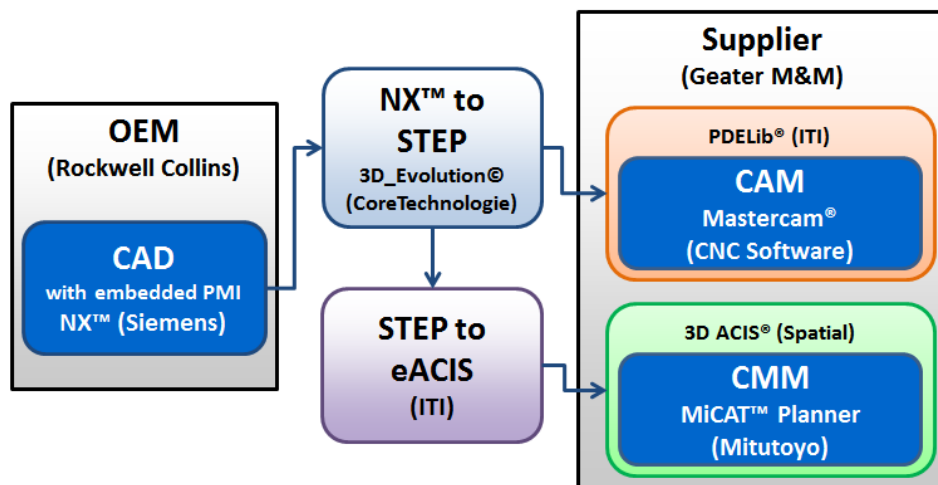 OEM
(Rockwell Collins)
CAD
with embedded PMI
NX™ (Siemens)
NX™ to
STEP
3D_Evolution©
(CoreTechnologie)
STEP to
eACIS
(ITI)
Supplier
(Geater M&M)
PDELib® (ITI)
CAM
Mastercam®
(CNC Software)
3D ACIS® (Spatial)
CMM
MiCAT™ Planner
(Mitutoyo)